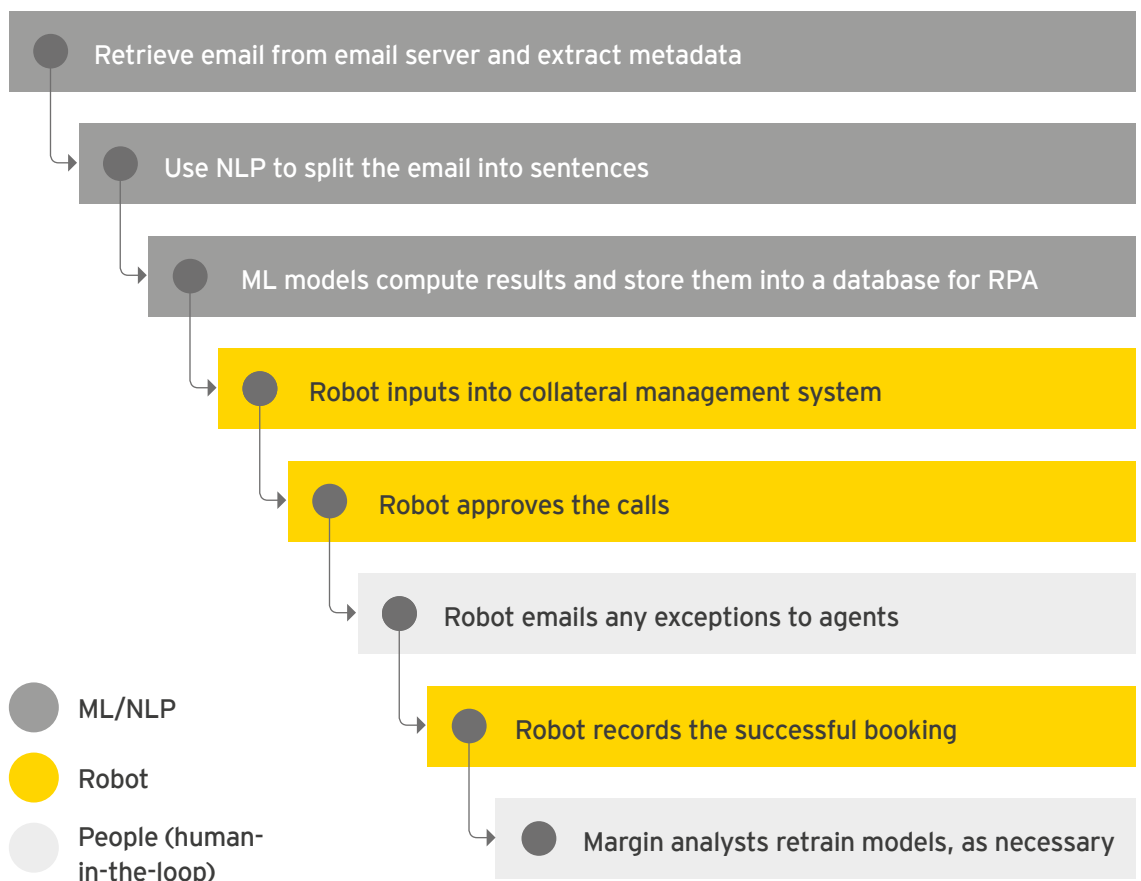 Retrieve email from email server and extract metadata
Use NLP to split the email into sentences
ML models compute results and store them into a database for RPA
Robot inputs into collateral management system
Robot approves the calls
Robot emails any exceptions to agents
Robot records the successful booking
Margin analysts retrain models, as necessary
ML/NLP
Robot
People (human-
in-the-loop)